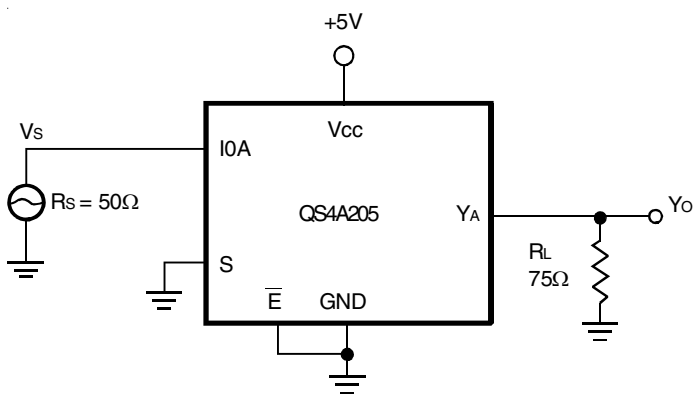 +5V
Vcc
VS
I0A
RS = 50Ω
QS4A205
YA
YO
S
RL
75Ω
E
GND